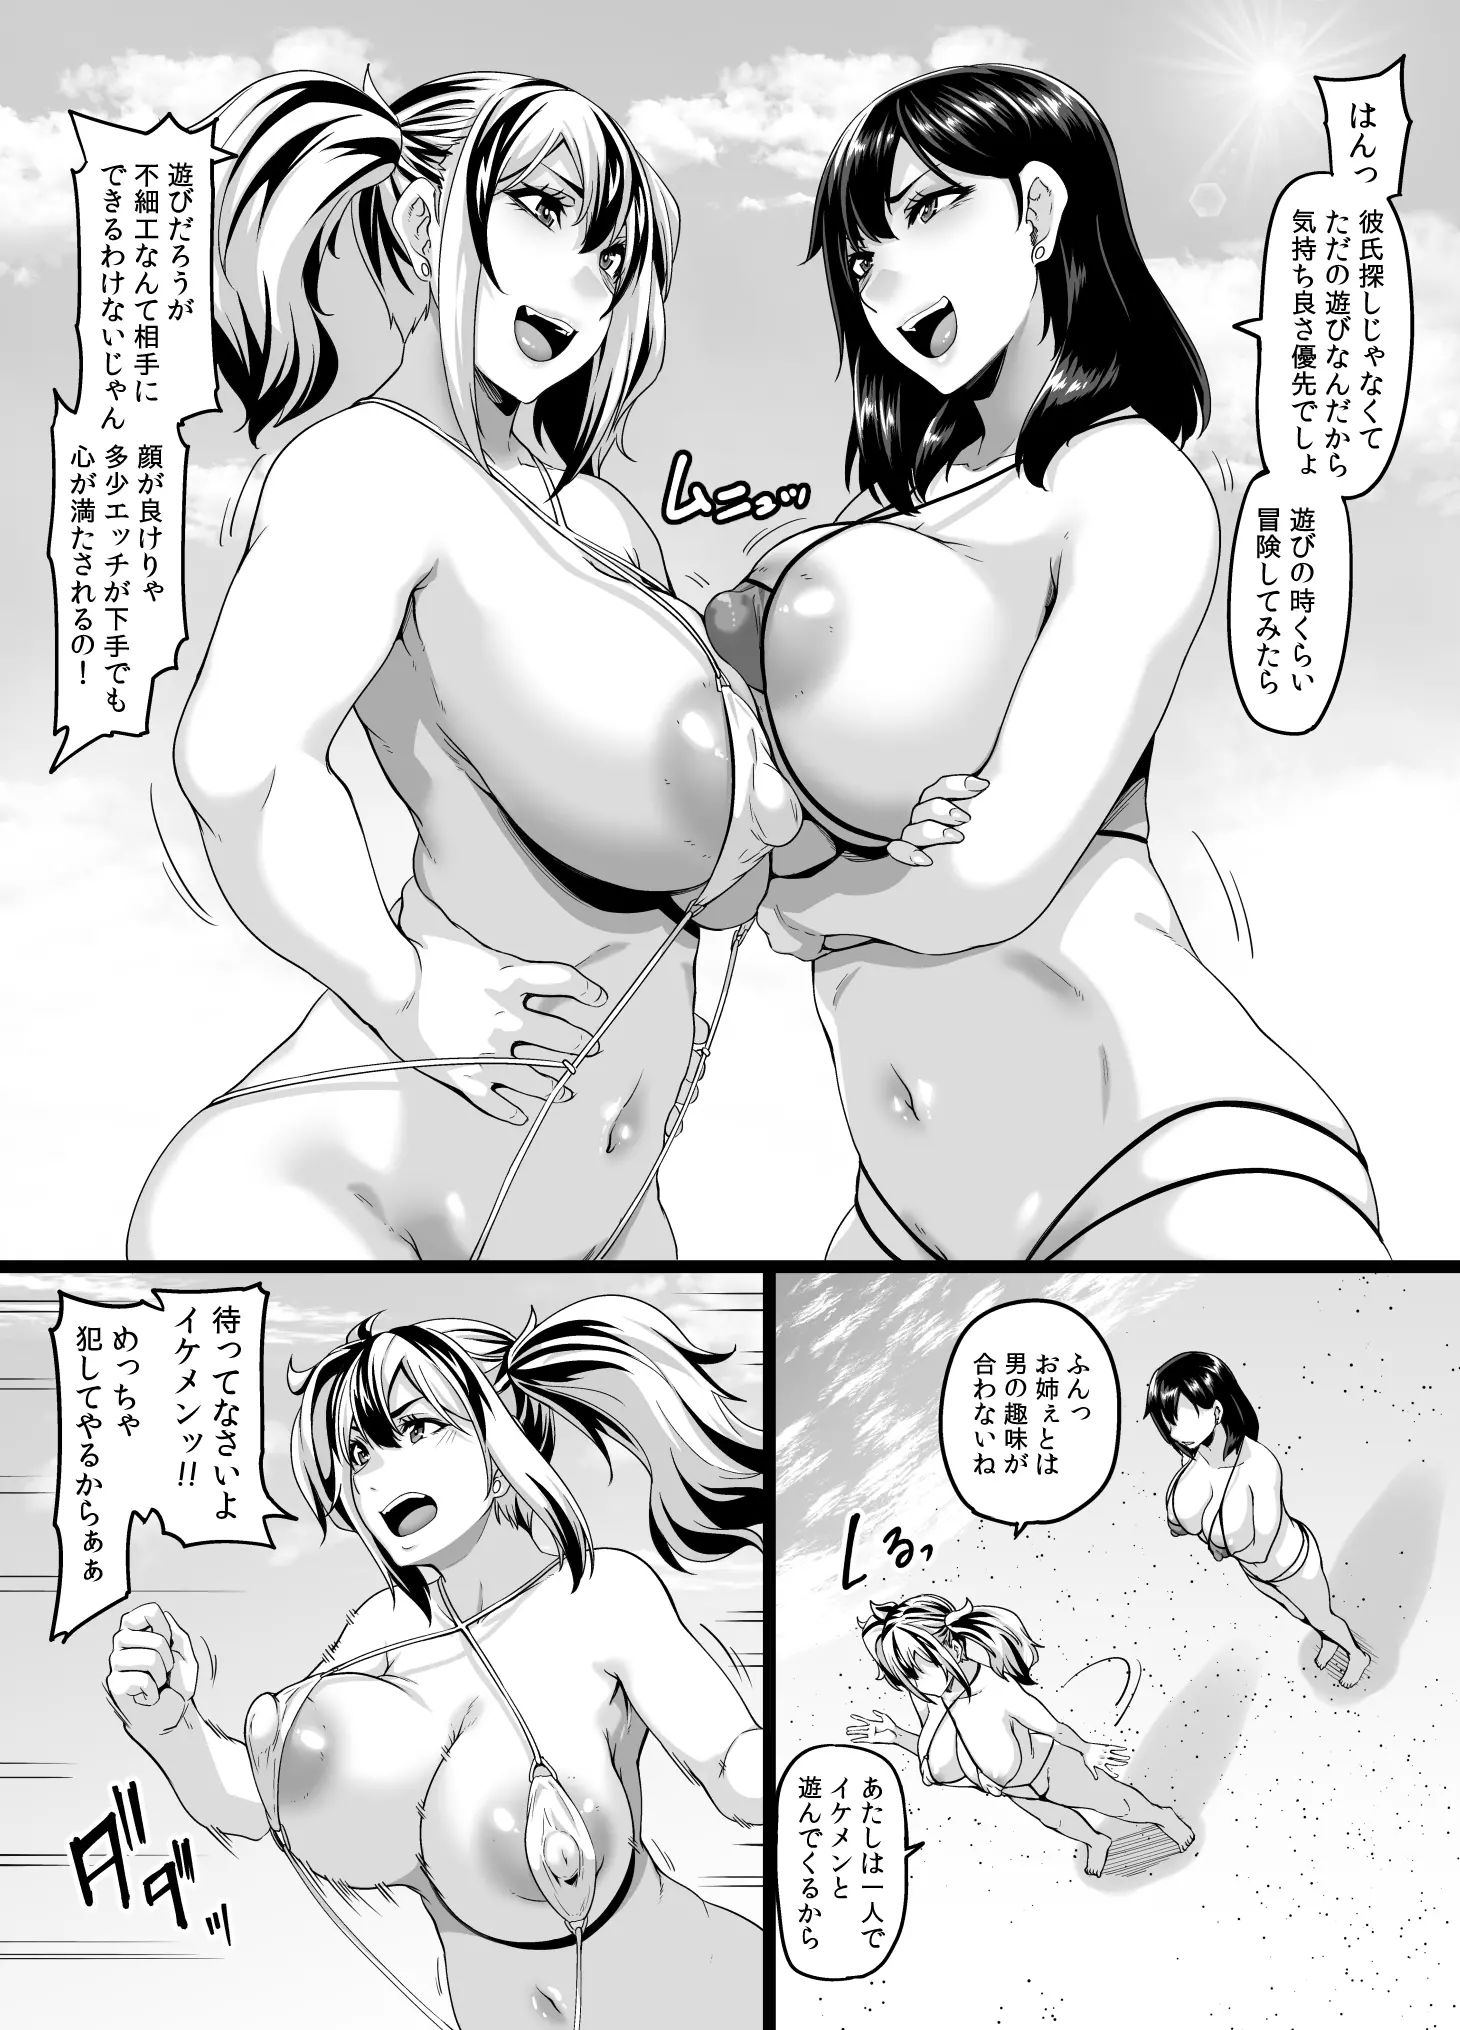 はんっ
彼氏探しじゃなくて
ただの遊びなんだから
気持ち良さ優先でしょ
遊びの時くらい
冒険してみたら
ムニュッ
遊びだろうが
不細工なんて相手に
できるわけないじゃん
顔が良けりゃ
多少エッチが下手でも
心が満たされるの!
ふんっ
お姉ぇとは
男の趣味が
合わないね
くるっ
あたしは一人で
イケメンと
遊んでくるから
待ってなさいよ
イケメンッ!!
めっちゃ
犯してやるからぁぁ
ダダダッ